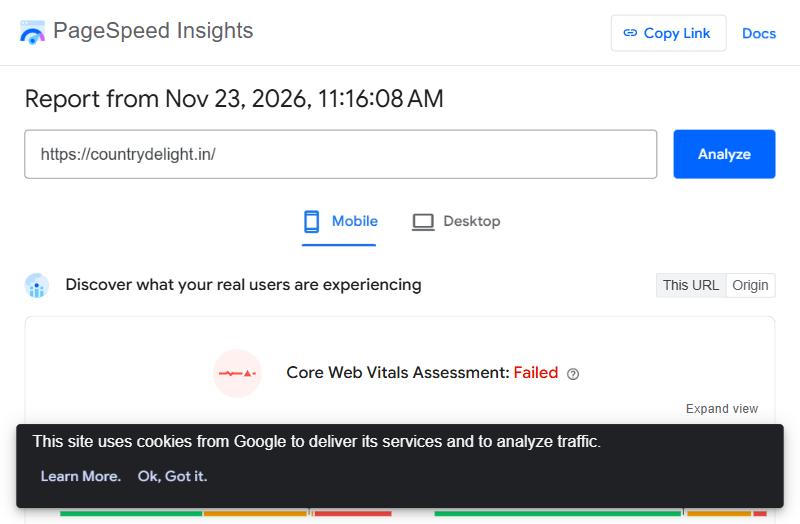 PageSpeed Insights
Copy Link
Docs
Report from Nov 23, 2026, 11:16:08 AM
https://countrydelight.in/
Analyze
Mobile
Desktop
Discover what your real users are experiencing
This URL
Origin
Core Web Vitals Assessment: Failed
Expand view
This site uses cookies from Google to deliver its services and to analyze traffic.
Learn More.
Ok, Got it.